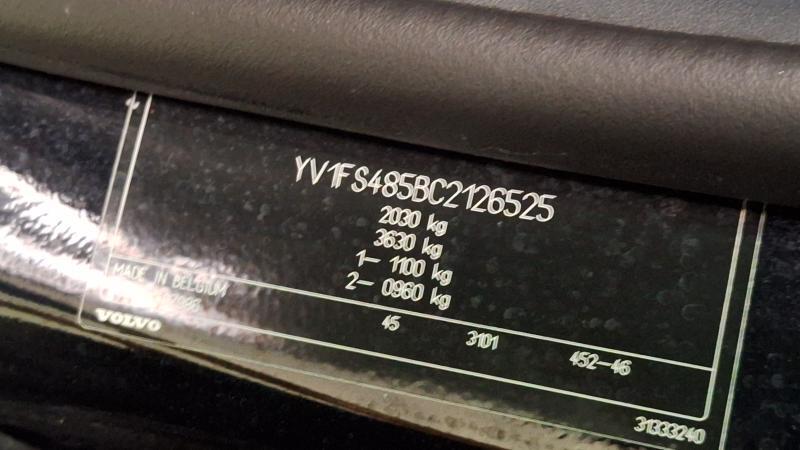 YV1FS485BC2126525
2030 kg
3630 kg
1- 1100 kg
2- 0960 kg
MADE IN BELGIUM
45 3101 452-46
VOLVO
31333240